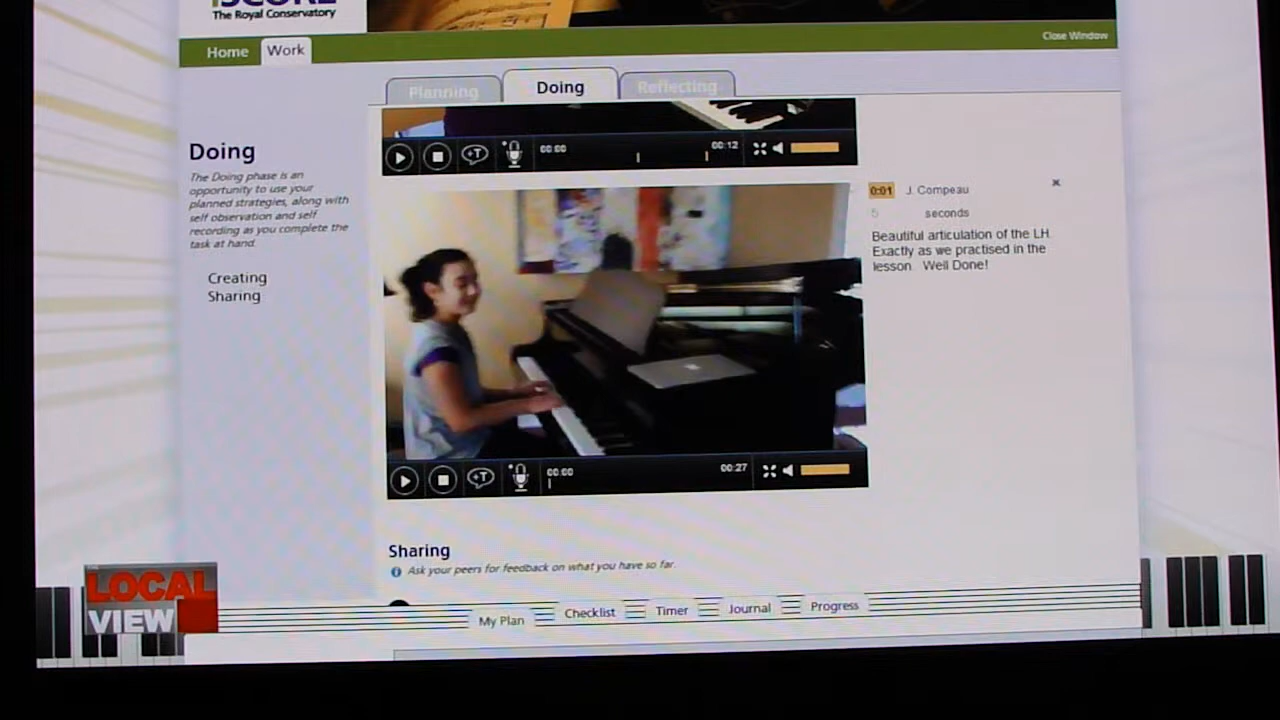 iSCORE
The Royal Conservatory
Home Work
Close Window
Planning Doing Reflecting
Doing
The Doing phase is an
opportunity to use your
planned strategies, along with
self observation and self
recording as you complete the
task at hand.
Creating
Sharing
+T 00:00 00:12
0:01 J. Compeau ×
5 seconds
Beautiful articulation of the LH.
Exactly as we practised in the
lesson. Well Done!
+T 00:00 00:27
Sharing
Ask your peers for feedback on what you have so far.
My Plan Checklist Timer Journal Progress
LOCAL
VIEW